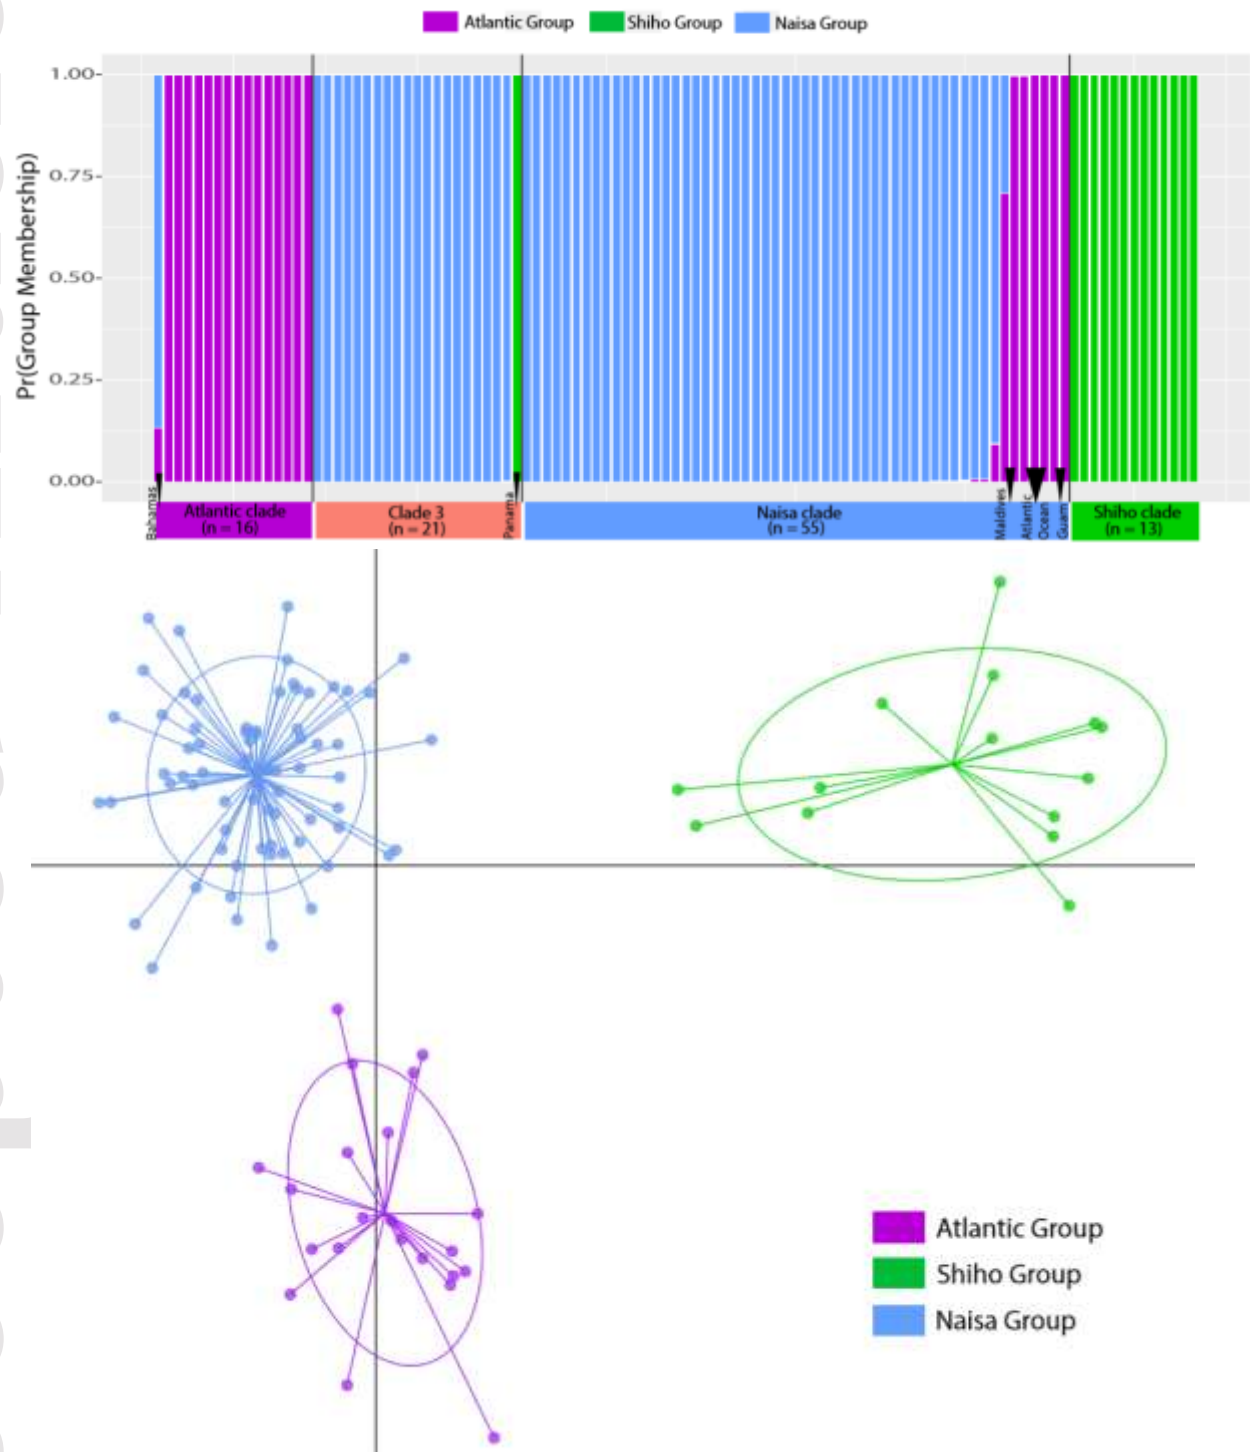 Atlantic Group Shiho Group Naisa Group
Pr(Group Membership)
1.00
0.75
0.50
0.25
0.00
Bahamas
Panama
Maldives
Atlantic
Ocean
Guam
Atlantic clade
(n = 16)
Clade 3
(n = 21)
Naisa clade
(n = 55)
Shiho clade
(n = 13)
Atlantic Group
Shiho Group
Naisa Group